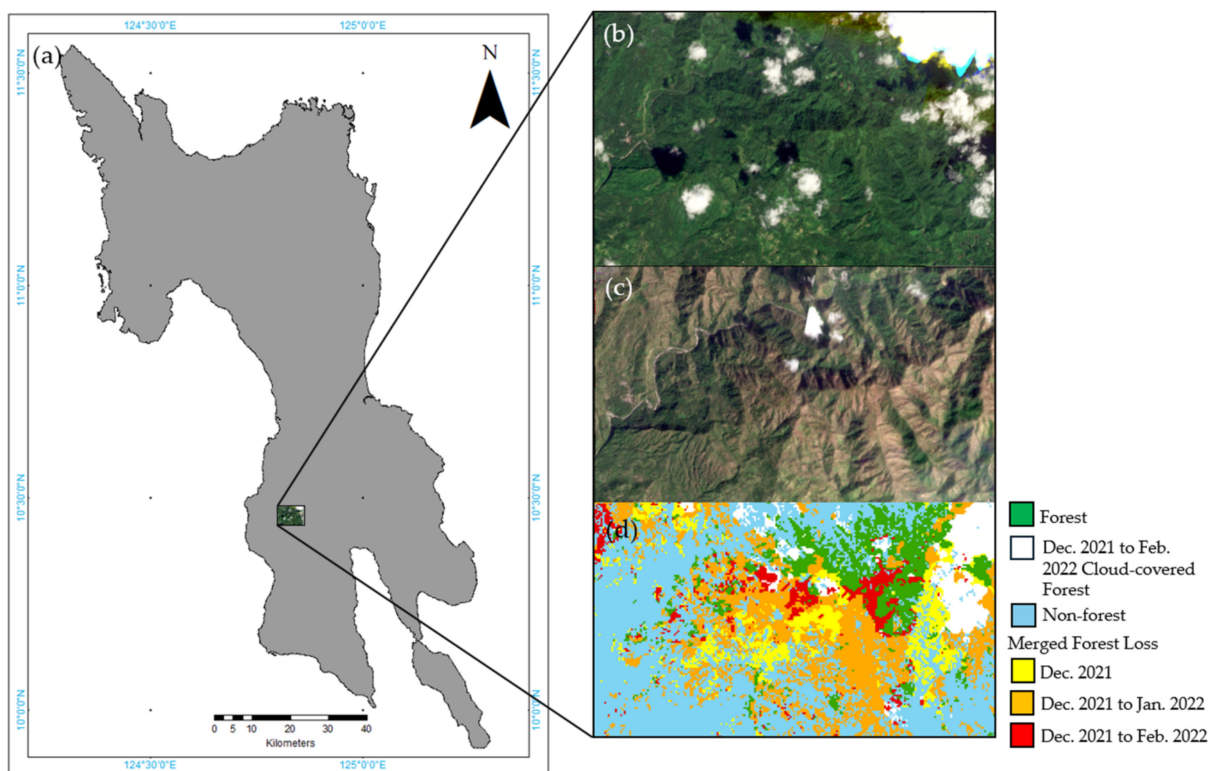 124°30'0"E
125°0'0"E
(a)
N
11°30'0"N
11°30'0"N
11°0'0"N
11°0'0"N
10°30'0"N
10°30'0"N
10°0'0"N
10°0'0"N
0 5 10 20 30 40
Kilometers
124°30'0"E
125°0'0"E
(b)
(c)
(d)
Forest
Dec. 2021 to Feb.
2022 Cloud-covered
Forest
Non-forest
Merged Forest Loss
Dec. 2021
Dec. 2021 to Jan. 2022
Dec. 2021 to Feb. 2022